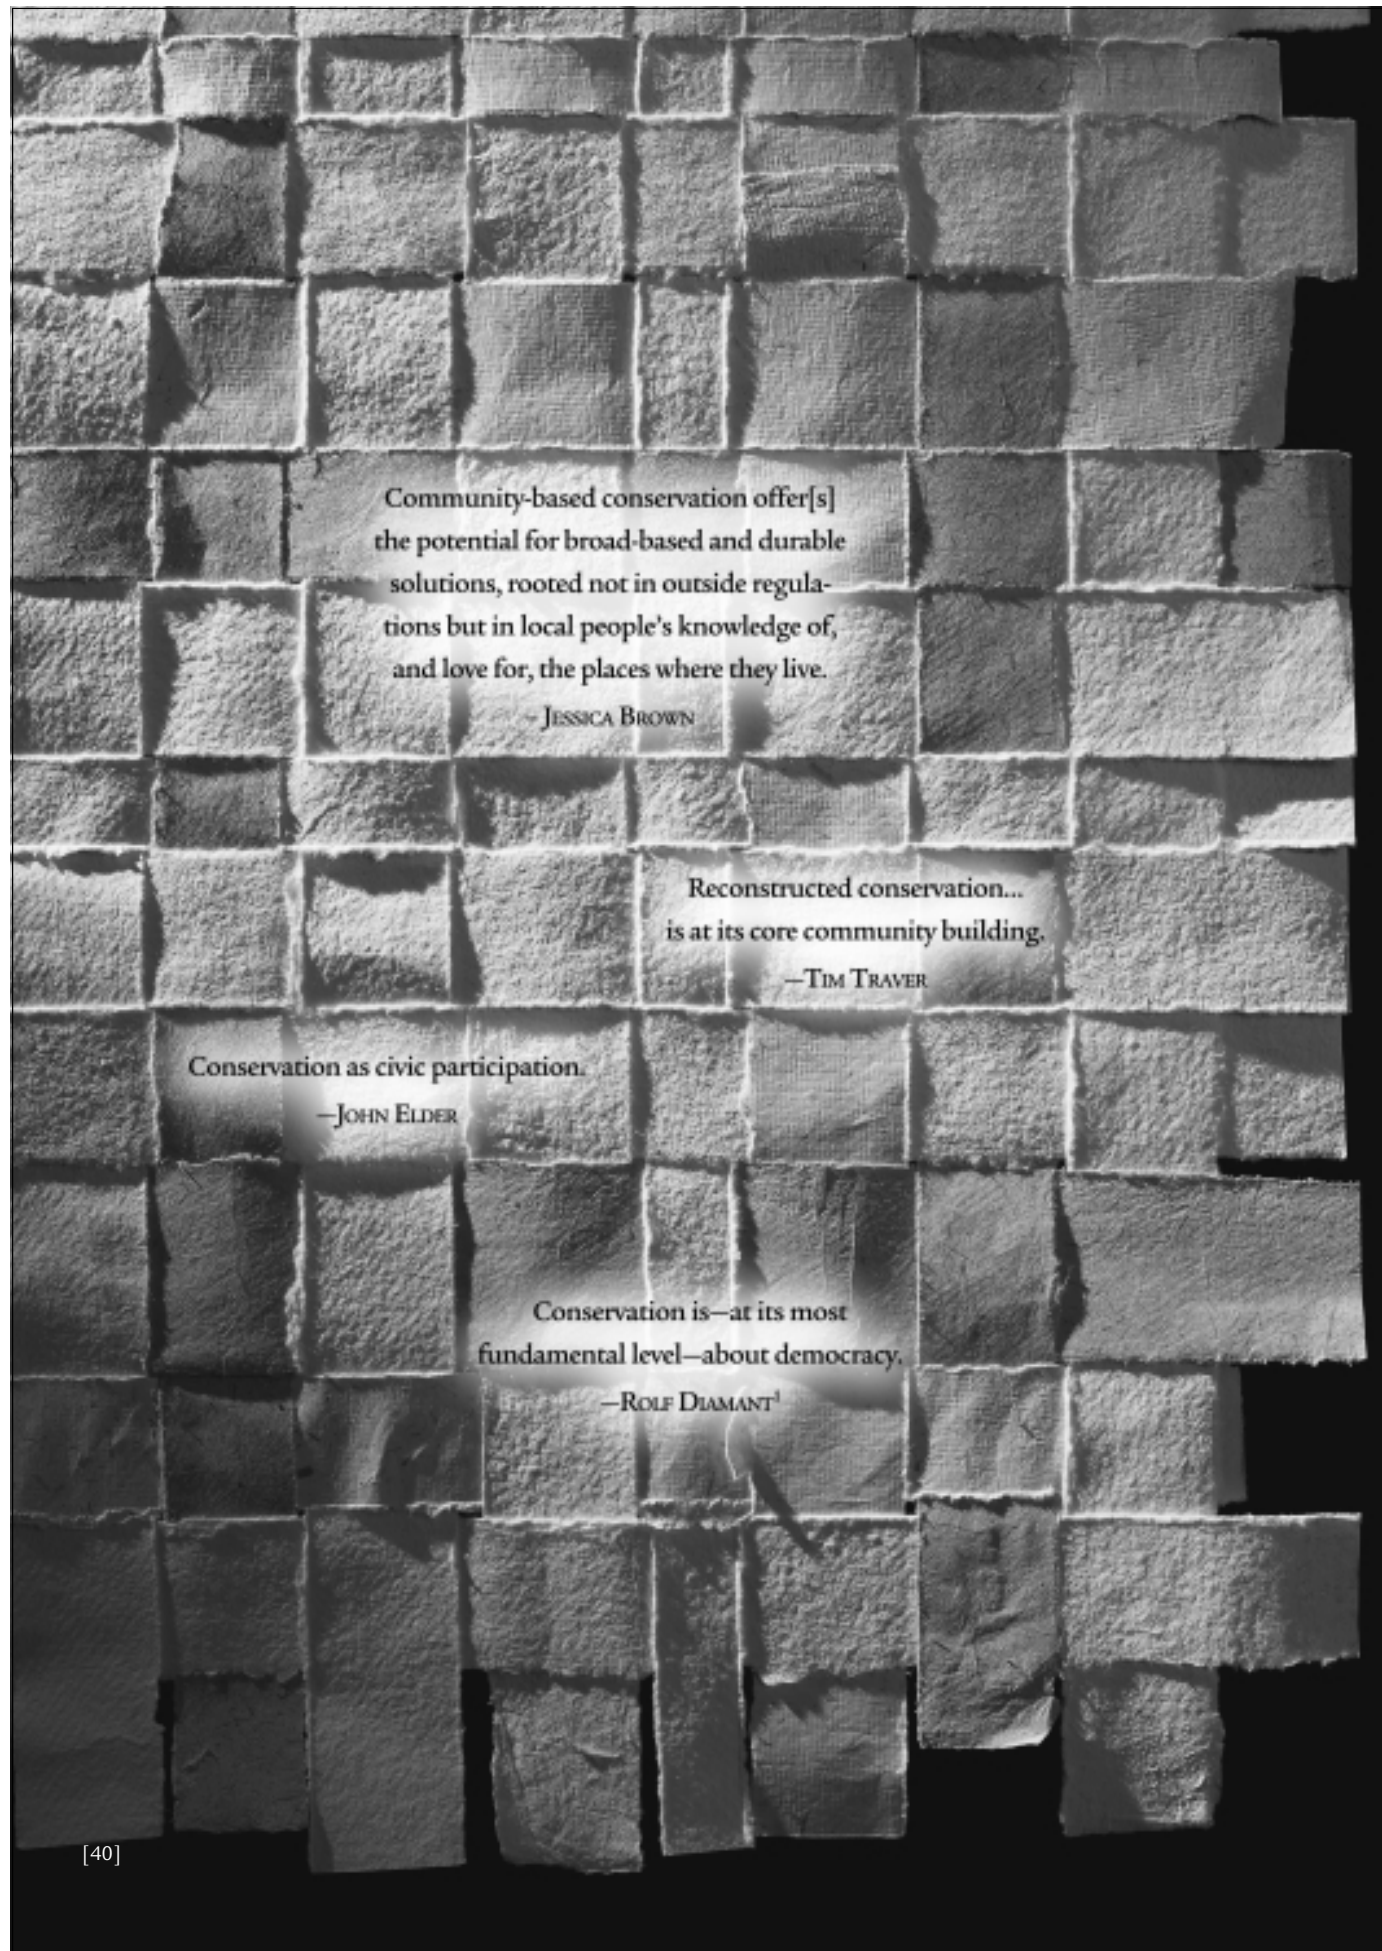 Community-based conservation offer[s]
the potential for broad-based and durable
solutions, rooted not in outside regula-
tions but in local people's knowledge of,
and love for, the places where they live.
- Jessica Brown
Reconstructed conservation...
is at its core community building.
—Tim Traver
Conservation as civic participation.
—John Elder
Conservation is—at its most
fundamental level—about democracy.
—Rolf Diamant¹
[40]